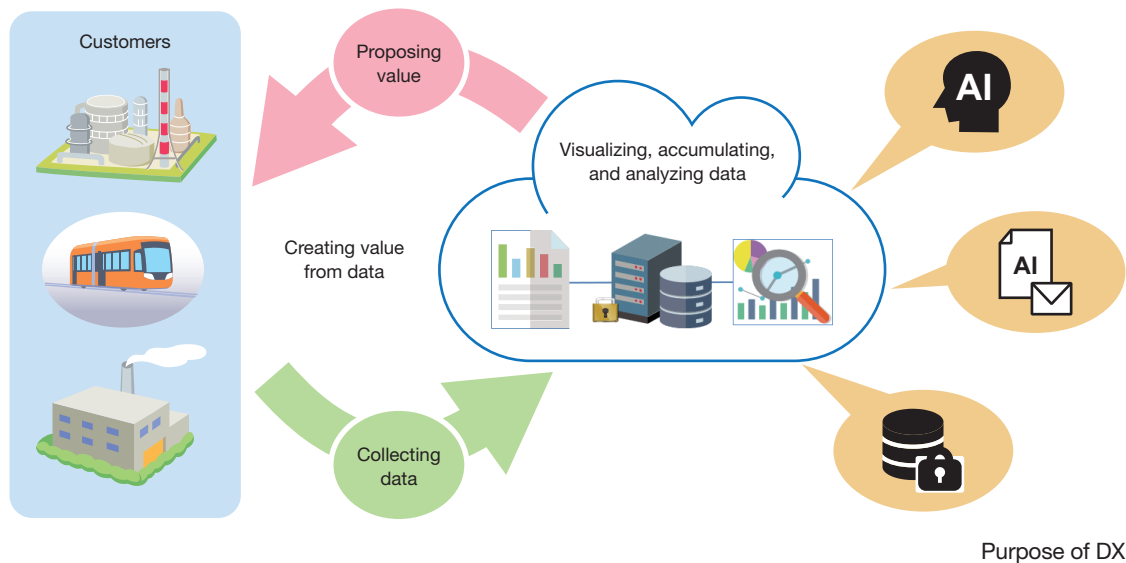 Customers
Proposing
value
Visualizing, accumulating,
and analyzing data
AI
Creating value
from data
AI
Collecting
data
Purpose of DX